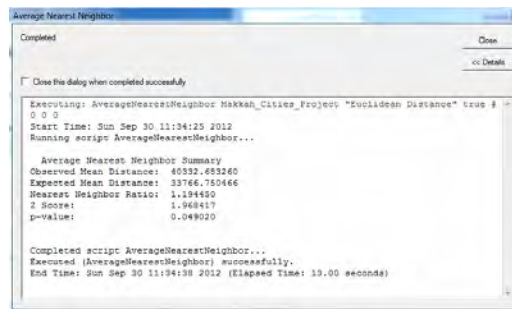 Average Nearest Neighbor
Completed
Close
<< Details
Close this dialog when completed successfully
Executing: AverageNearestNeighbor Makkah_Cities_Project "Euclidean Distance" true #
0 0 0
Start Time: Sun Sep 30 11:34:25 2012
Running script AverageNearestNeighbor...
Average Nearest Neighbor Summary
Observed Mean Distance: 40332.683260
Expected Mean Distance: 33766.750466
Nearest Neighbor Ratio: 1.194450
Z Score: 1.968417
p-value: 0.049020
Completed script AverageNearestNeighbor...
Executed (AverageNearestNeighbor) successfully.
End Time: Sun Sep 30 11:34:38 2012 (Elapsed Time: 13.00 seconds)